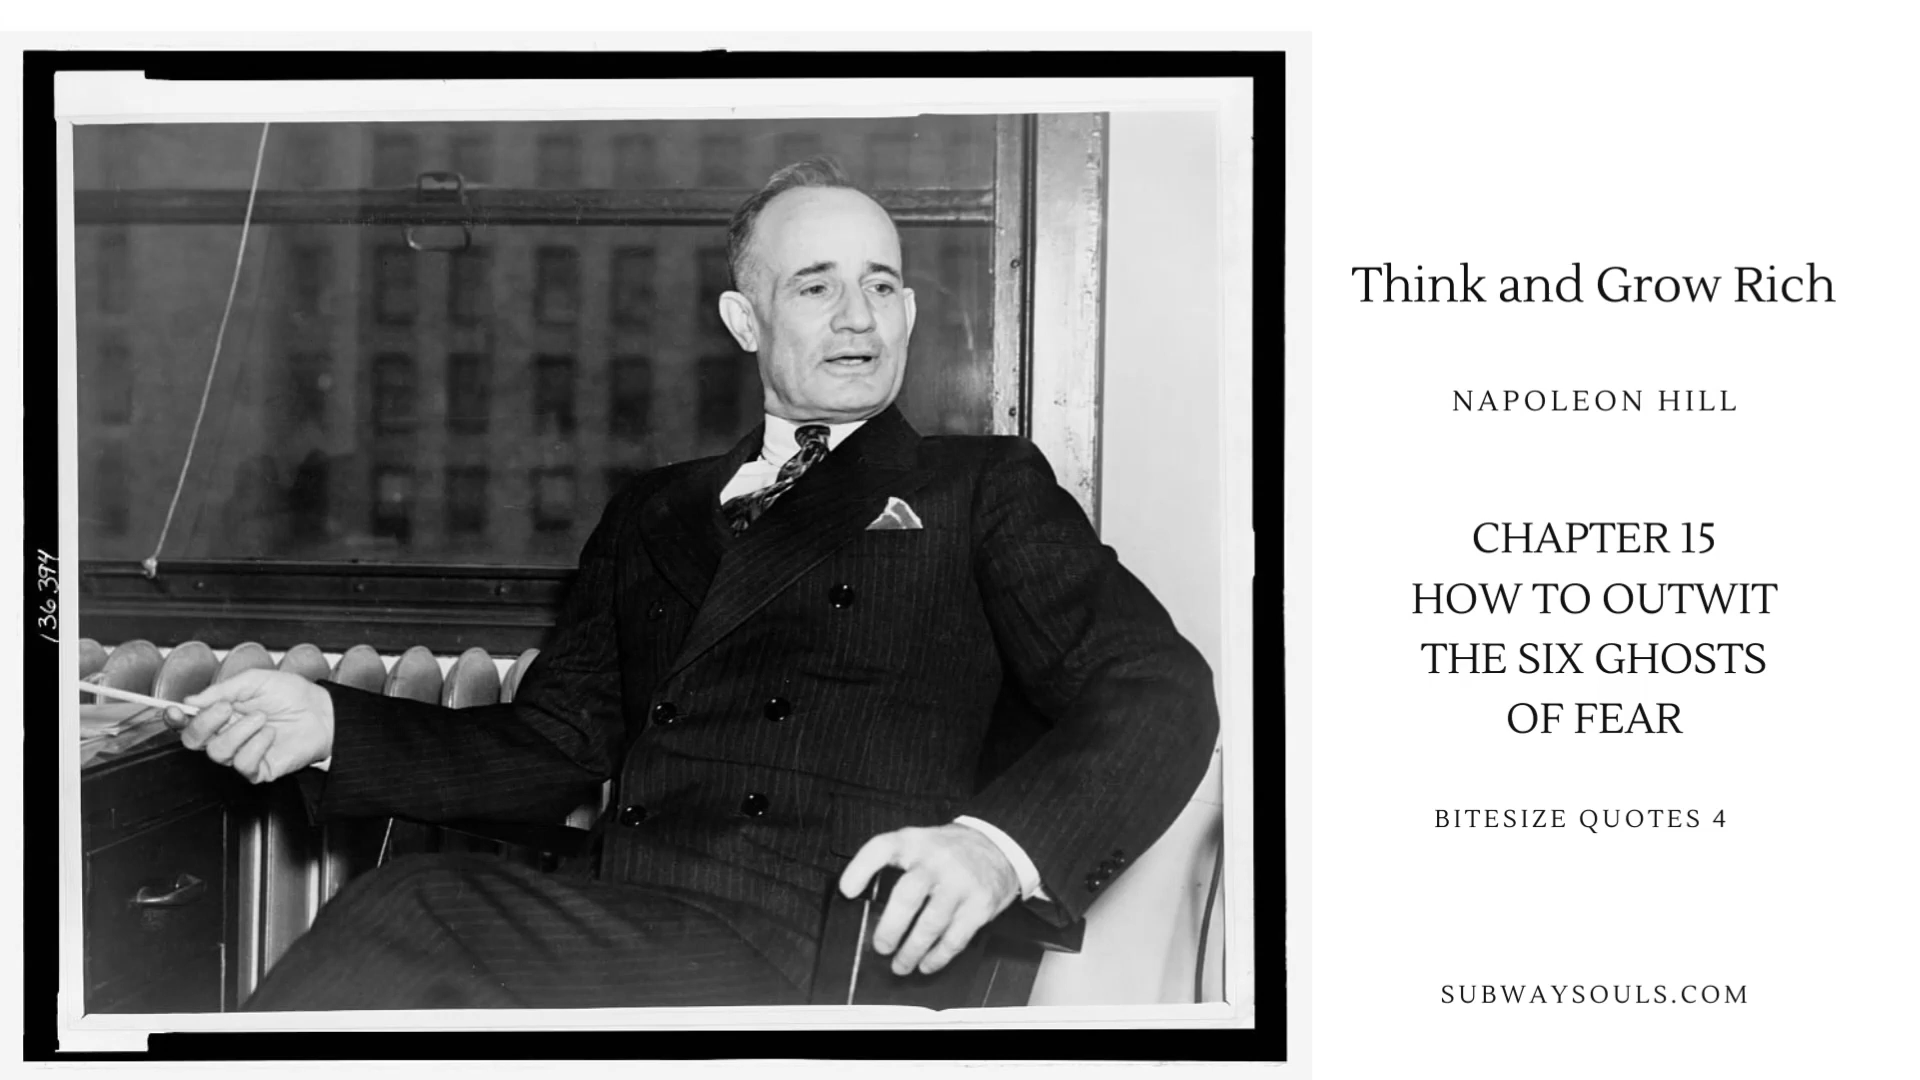 136394
Think and Grow Rich
NAPOLEON HILL
CHAPTER 15
HOW TO OUTWIT
THE SIX GHOSTS
OF FEAR
BITESIZE QUOTES 4
SUBWAYSOULS.COM